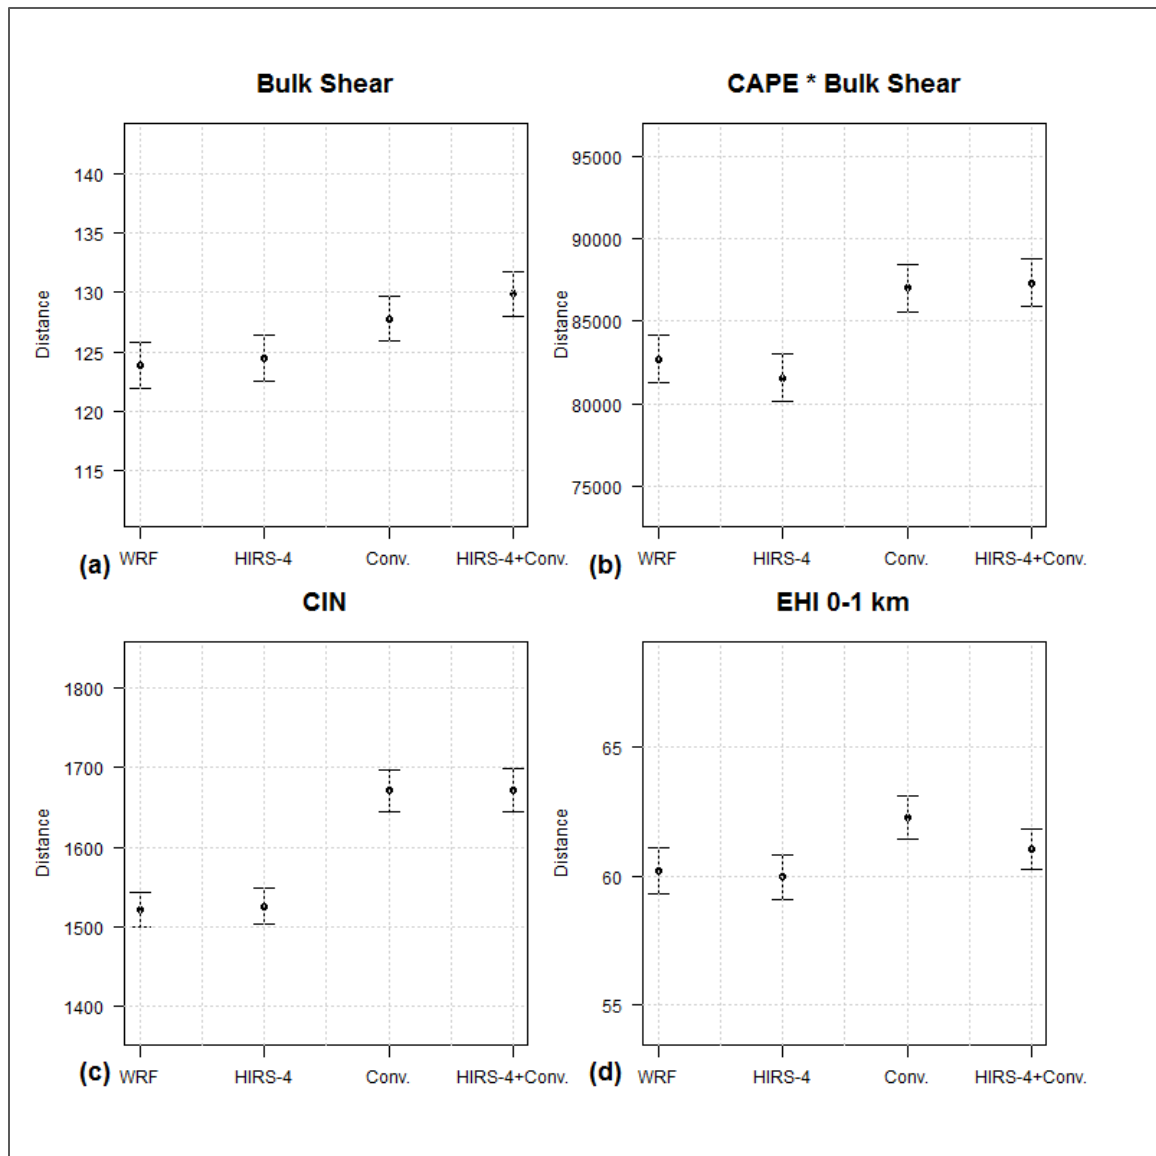 Bulk Shear
CAPE * Bulk Shear
140
135
130
125
120
115
Distance
95000
90000
85000
80000
75000
Distance
(a) WRF HIRS-4 Conv. HIRS-4+Conv.
(b) WRF HIRS-4 Conv. HIRS-4+Conv.
CIN
EHI 0-1 km
1800
1700
1600
1500
1400
Distance
65
60
55
Distance
(c) WRF HIRS-4 Conv. HIRS-4+Conv.
(d) WRF HIRS-4 Conv. HIRS-4+Conv.